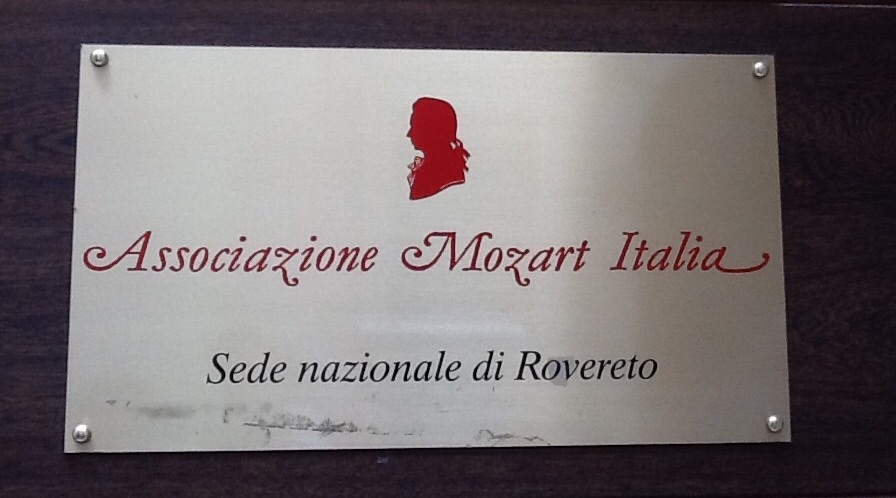 Associazione Mozart Italia
Sede nazionale di Rovereto